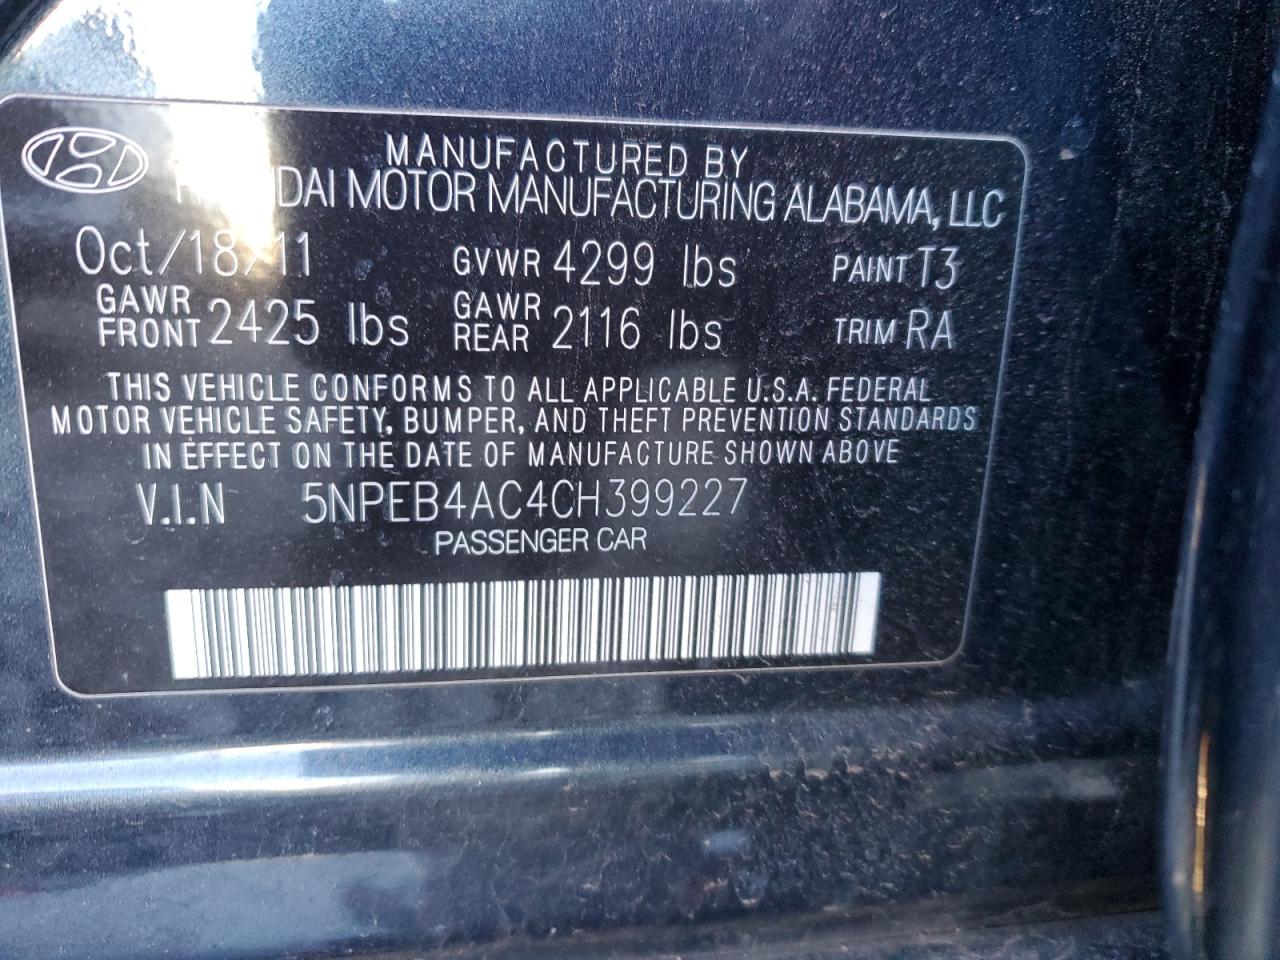 MANUFACTURED BY
MOTOR MANUFACTURING ALABAMA, LLC
Oct/18/11 GVWR 4299 lbs PAINT T3
GAWR FRONT 2425 lbs GAWR REAR 2116 lbs TRIM RA
THIS VEHICLE CONFORMS TO ALL APPLICABLE U.S.A. FEDERAL
MOTOR VEHICLE SAFETY, BUMPER, AND THEFT PREVENTION STANDARDS
IN EFFECT ON THE DATE OF MANUFACTURE SHOWN ABOVE
V.I.N 5NPEB4AC4CH399227
PASSENGER CAR